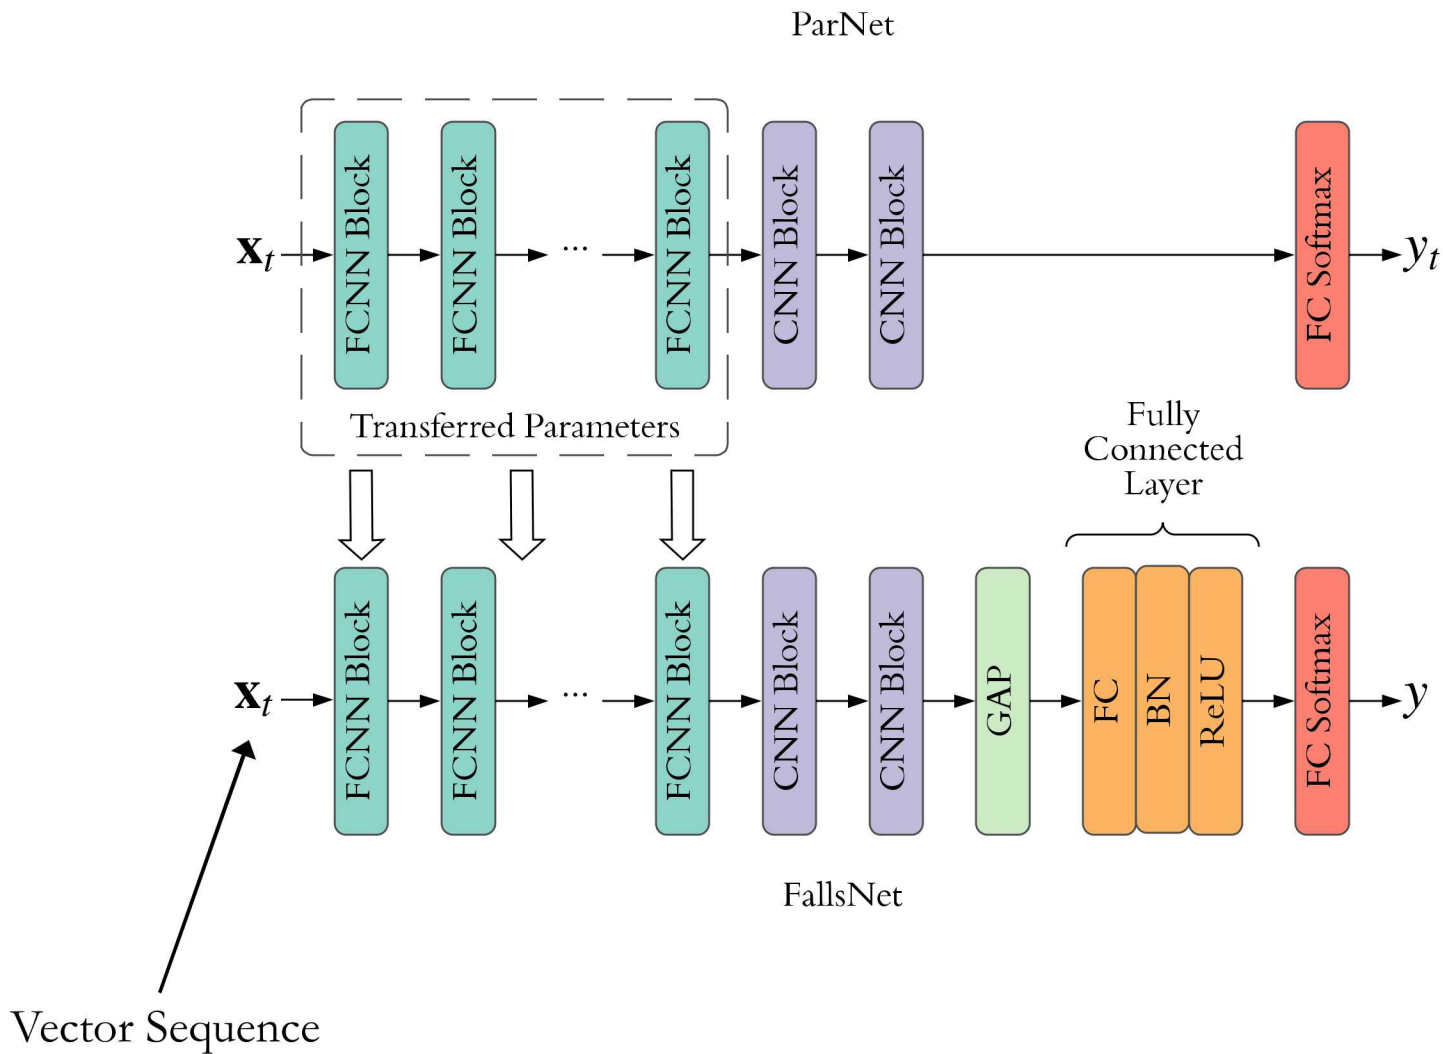 ParNet
x_t
FCNN Block
FCNN Block
...
FCNN Block
CNN Block
CNN Block
FC Softmax
y_t
Transferred Parameters
Fully
Connected
Layer
x_t
FCNN Block
FCNN Block
...
FCNN Block
CNN Block
CNN Block
GAP
FC
BN
ReLU
FC Softmax
y
FallsNet
Vector Sequence